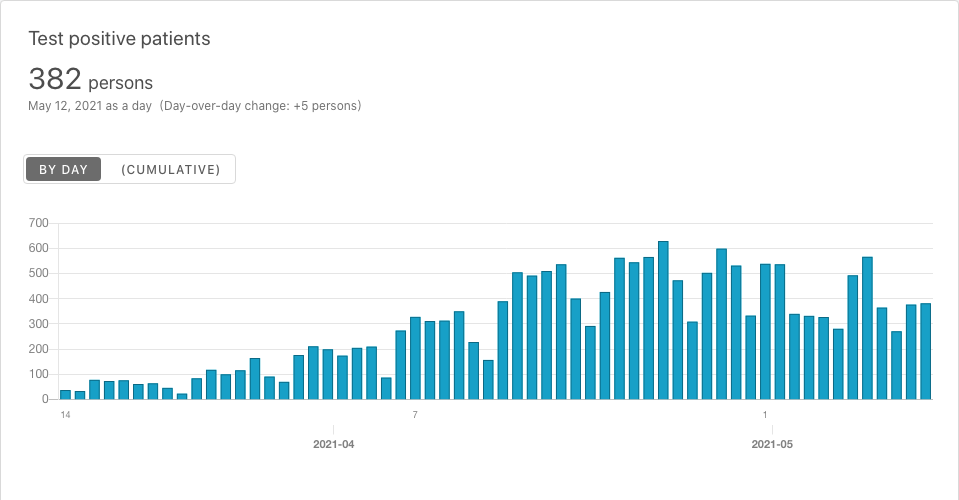 Test positive patients
382 persons
May 12, 2021 as a day (Day-over-day change: +5 persons)
BY DAY (CUMULATIVE)
700
600
500
400
300
200
100
0
14 7 1
2021-04 2021-05